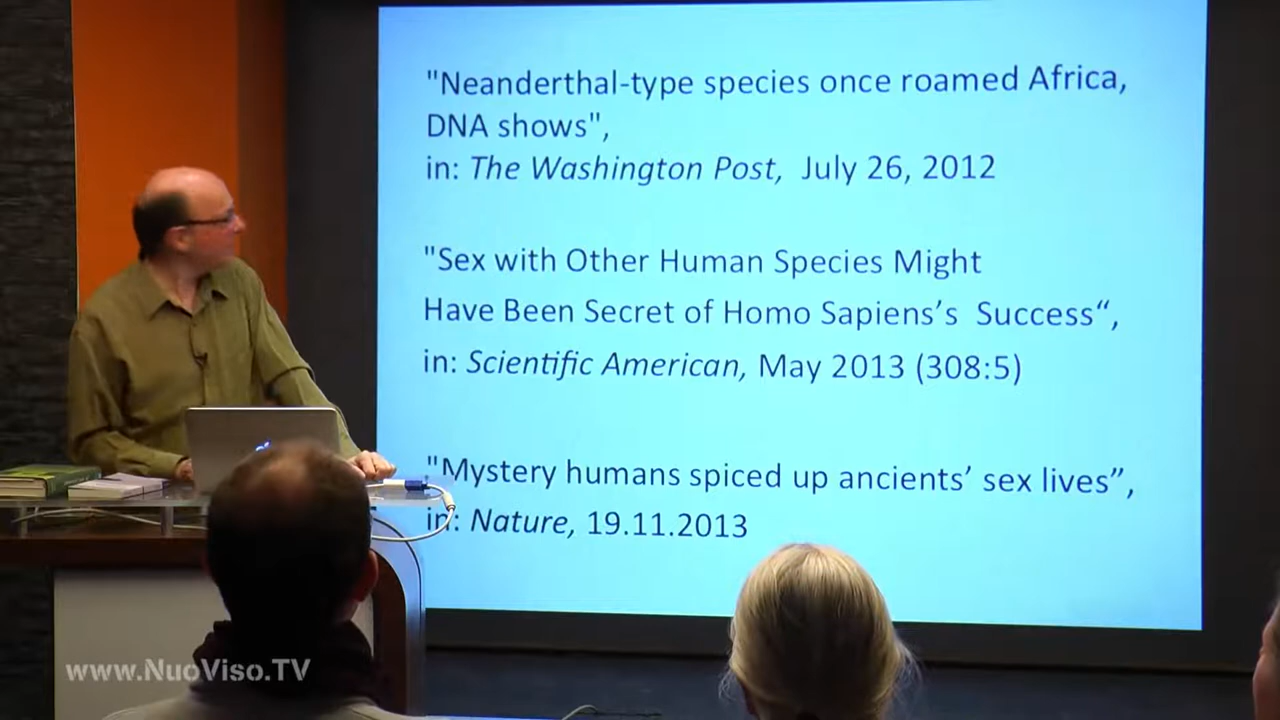 "Neanderthal-type species once roamed Africa,
DNA shows",
in: The Washington Post, July 26, 2012
"Sex with Other Human Species Might
Have Been Secret of Homo Sapiens’s Success“,
in: Scientific American, May 2013 (308:5)
"Mystery humans spiced up ancients’ sex lives”,
in: Nature, 19.11.2013
www.NuoViso.TV